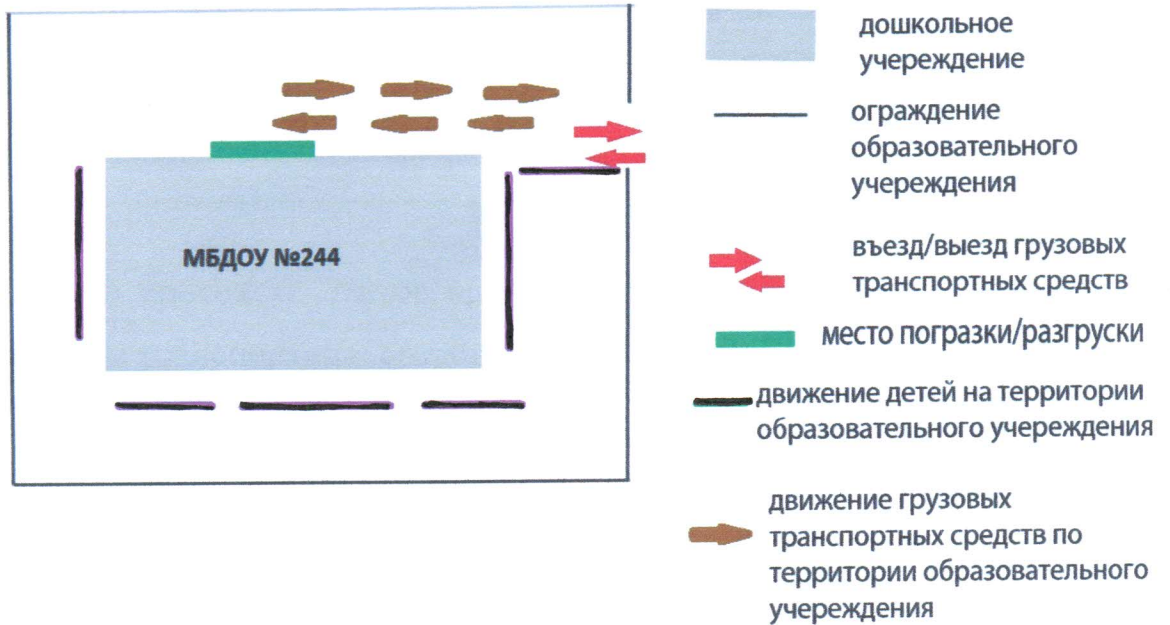 дошкольное
учереждение
ограждение
образовательного
учереждения
въезд/выезд грузовых
транспортных средств
МБДОУ №244
место погразки/разгруски
движение детей на территории
образовательного учереждения
движение грузовых
транспортных средств по
территории образовательного
учереждения